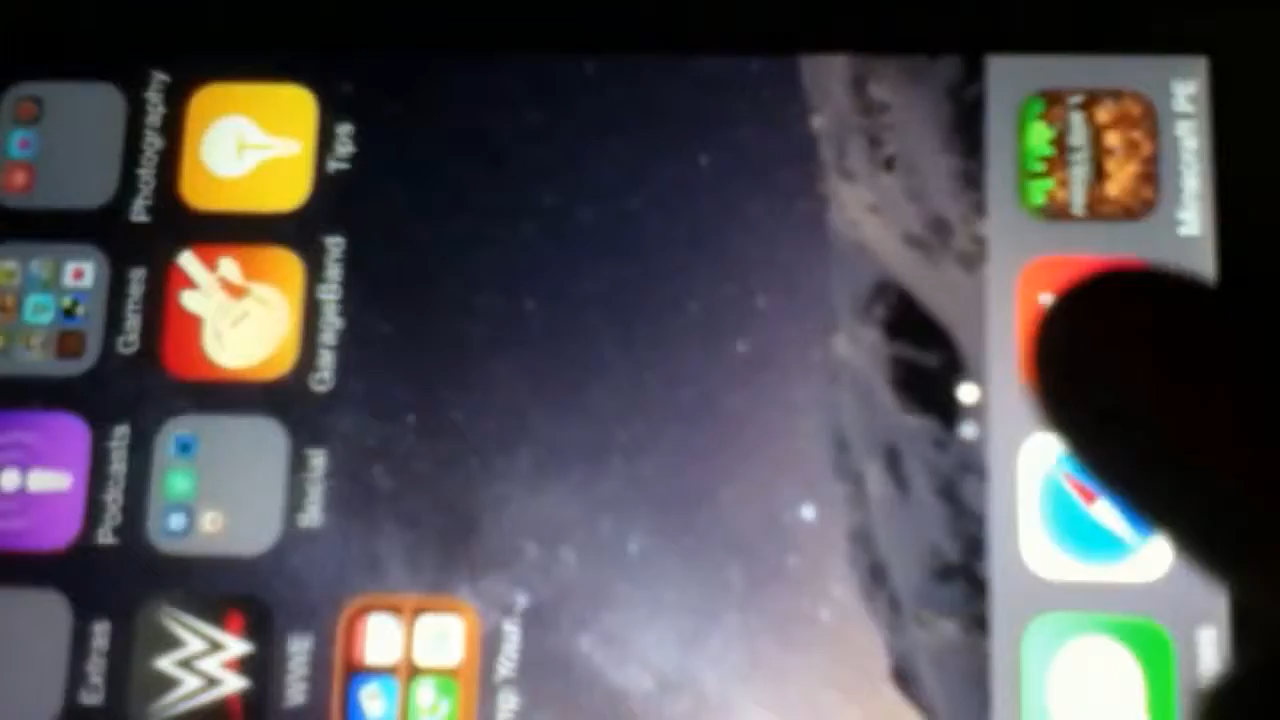 Extras
Podcasts
Games
Photography
WWE
Social
GarageBand
Tips
Minecraft PE